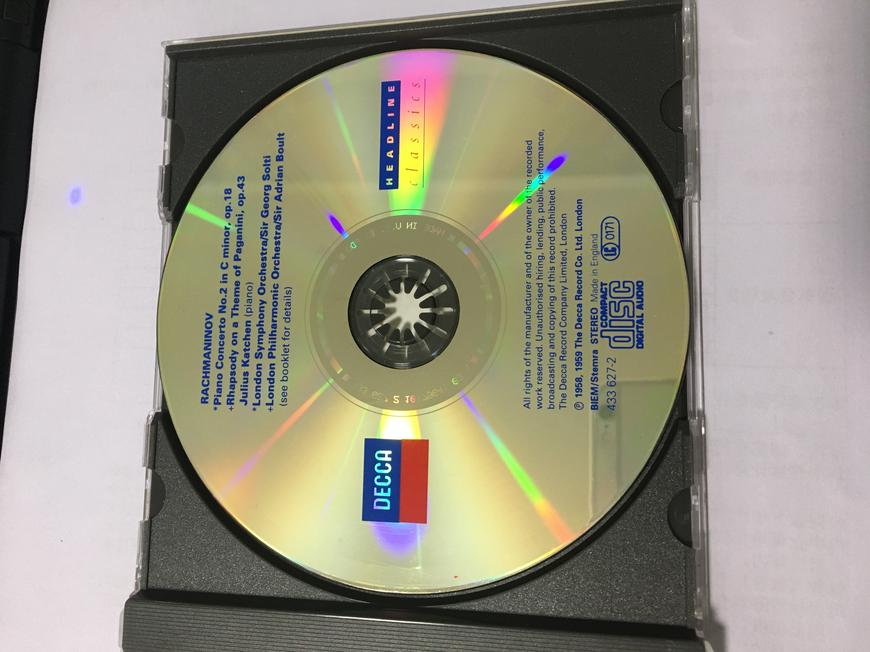 RACHMANINOV
*Piano Concerto No.2 in C minor, op.18
+Rhapsody on a Theme of Paganini, op.43
Julius Katchen (piano)
*London Symphony Orchestra/Sir Georg Solti
+London Philharmonic Orchestra/Sir Adrian Boult
(see booklet for details)
DECCA
HEADLINE
classics
All rights of the manufacturer and of the owner of the recorded
work reserved. Unauthorised hiring, lending, public performance,
broadcasting and copying of this record prohibited.
The Decca Record Company Limited, London
℗ 1958, 1959 The Decca Record Co. Ltd. London
BIEM/Stemra STEREO Made in England
433 627-2
COMPACT
disc
DIGITAL AUDIO
LC 0171